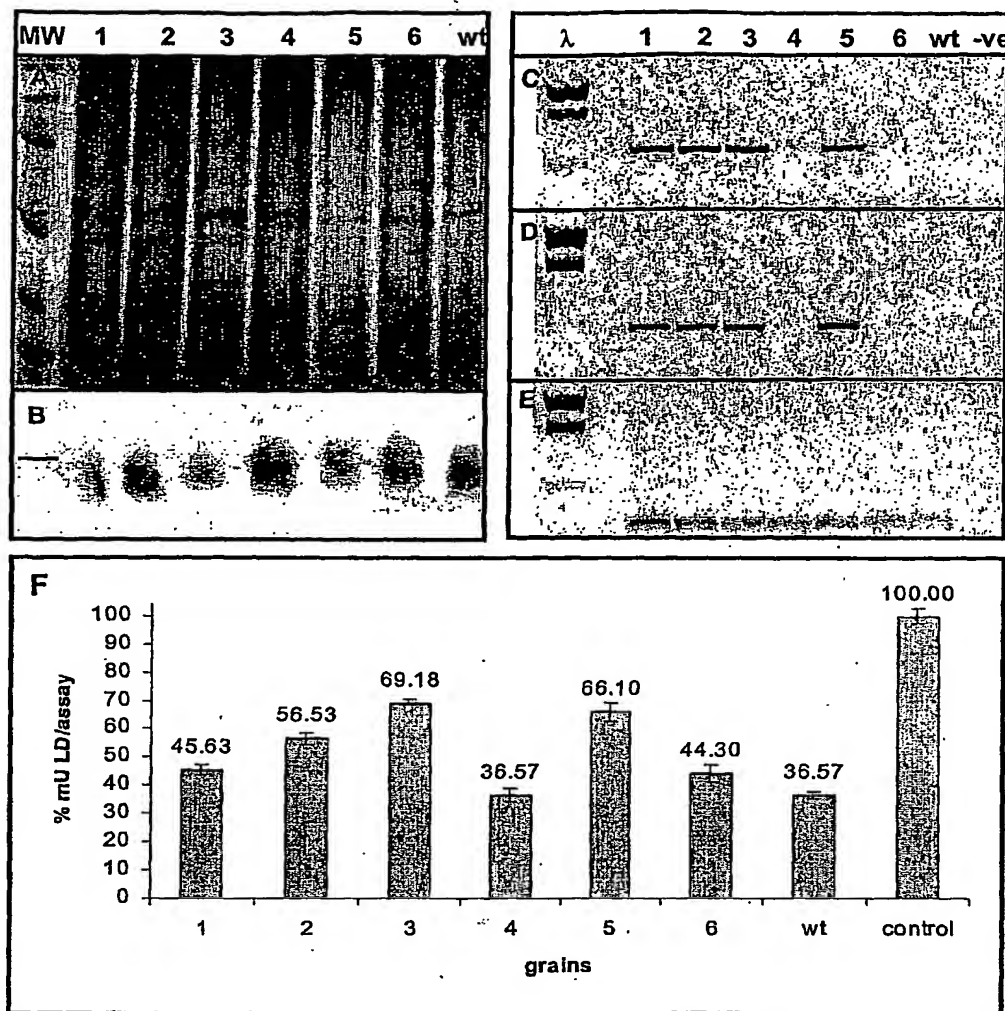 MW 1 2 3 4 5 6 wt
A
B
λ 1 2 3 4 5 6 wt -ve
C
D
E
F
% mU LD/assay
100
90
80
70
60
50
40
30
20
10
0
45.63
56.53
69.18
36.57
66.10
44.30
36.57
100.00
1 2 3 4 5 6 wt control
grains